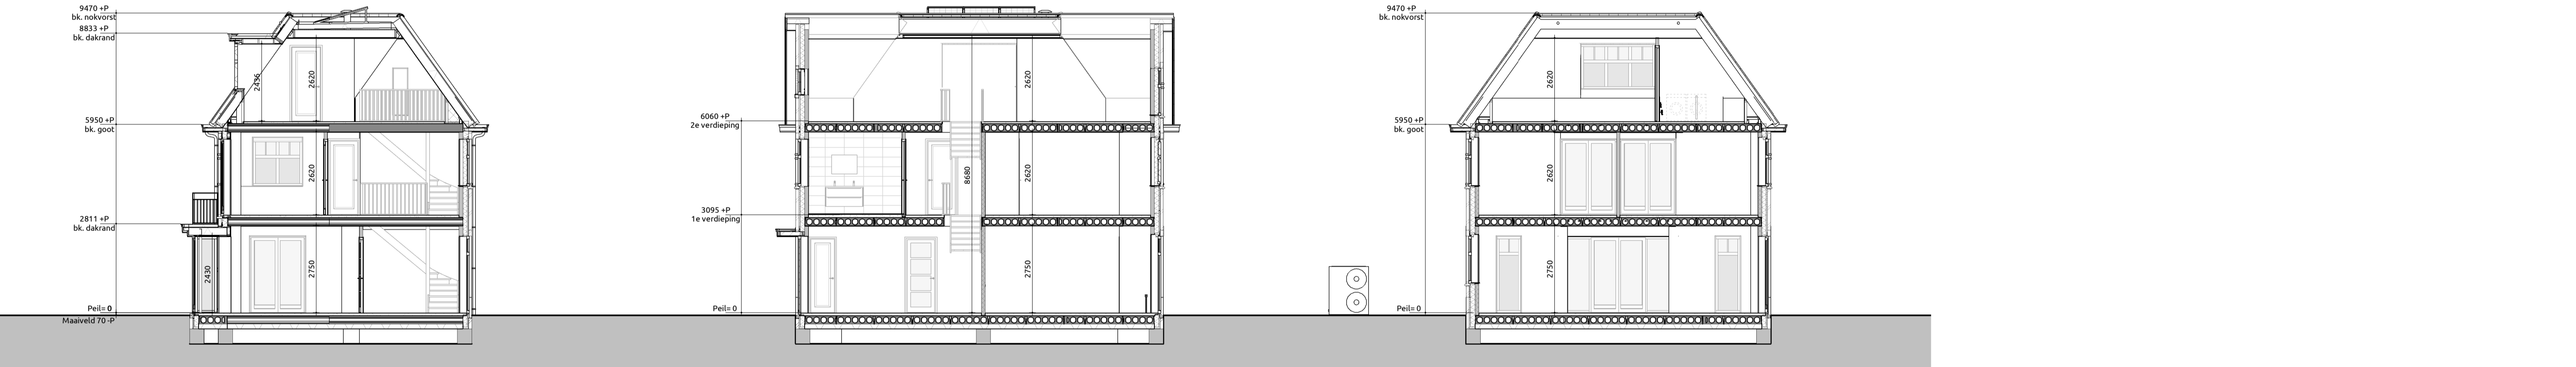 9470 +P
bk. nokvorst
8833 +P
bk. dakrand
2436
2620
5950 +P
bk. goot
2620
2811 +P
bk. dakrand
2430
2750
Peil= 0
Maaiveld 70 -P
2620
6060 +P
2e verdieping
8680
2620
3095 +P
1e verdieping
2750
Peil= 0
9470 +P
bk. nokvorst
2620
5950 +P
bk. goot
2620
2750
Peil= 0